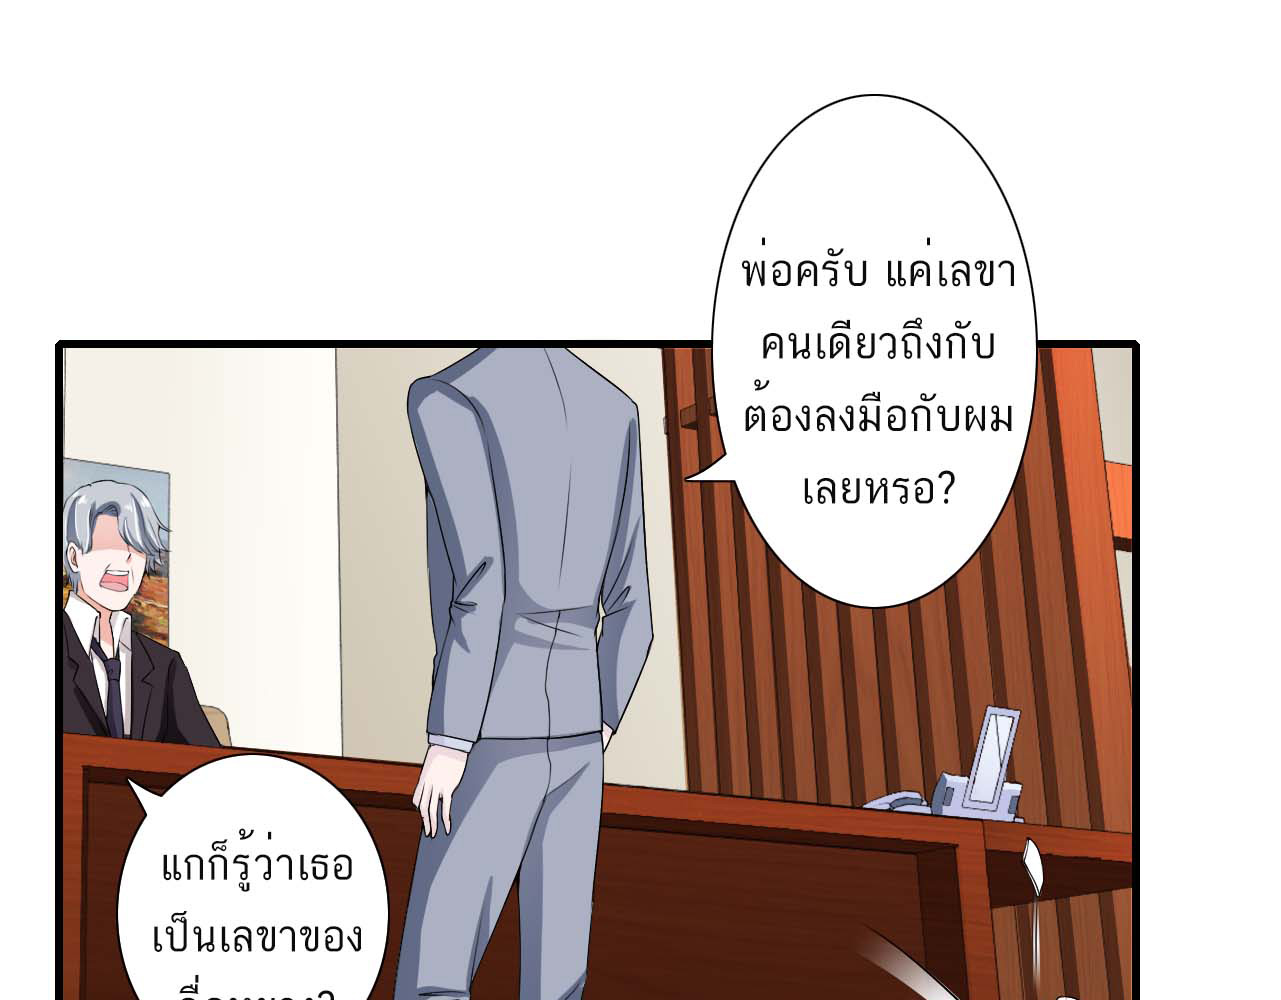 พ่อครับ แค่เลขา
คนเดียวถึงกับ
ต้องลงมือกับผม
เลยหรอ?
แกก็รู้ว่าเธอ
เป็นเลขาของ